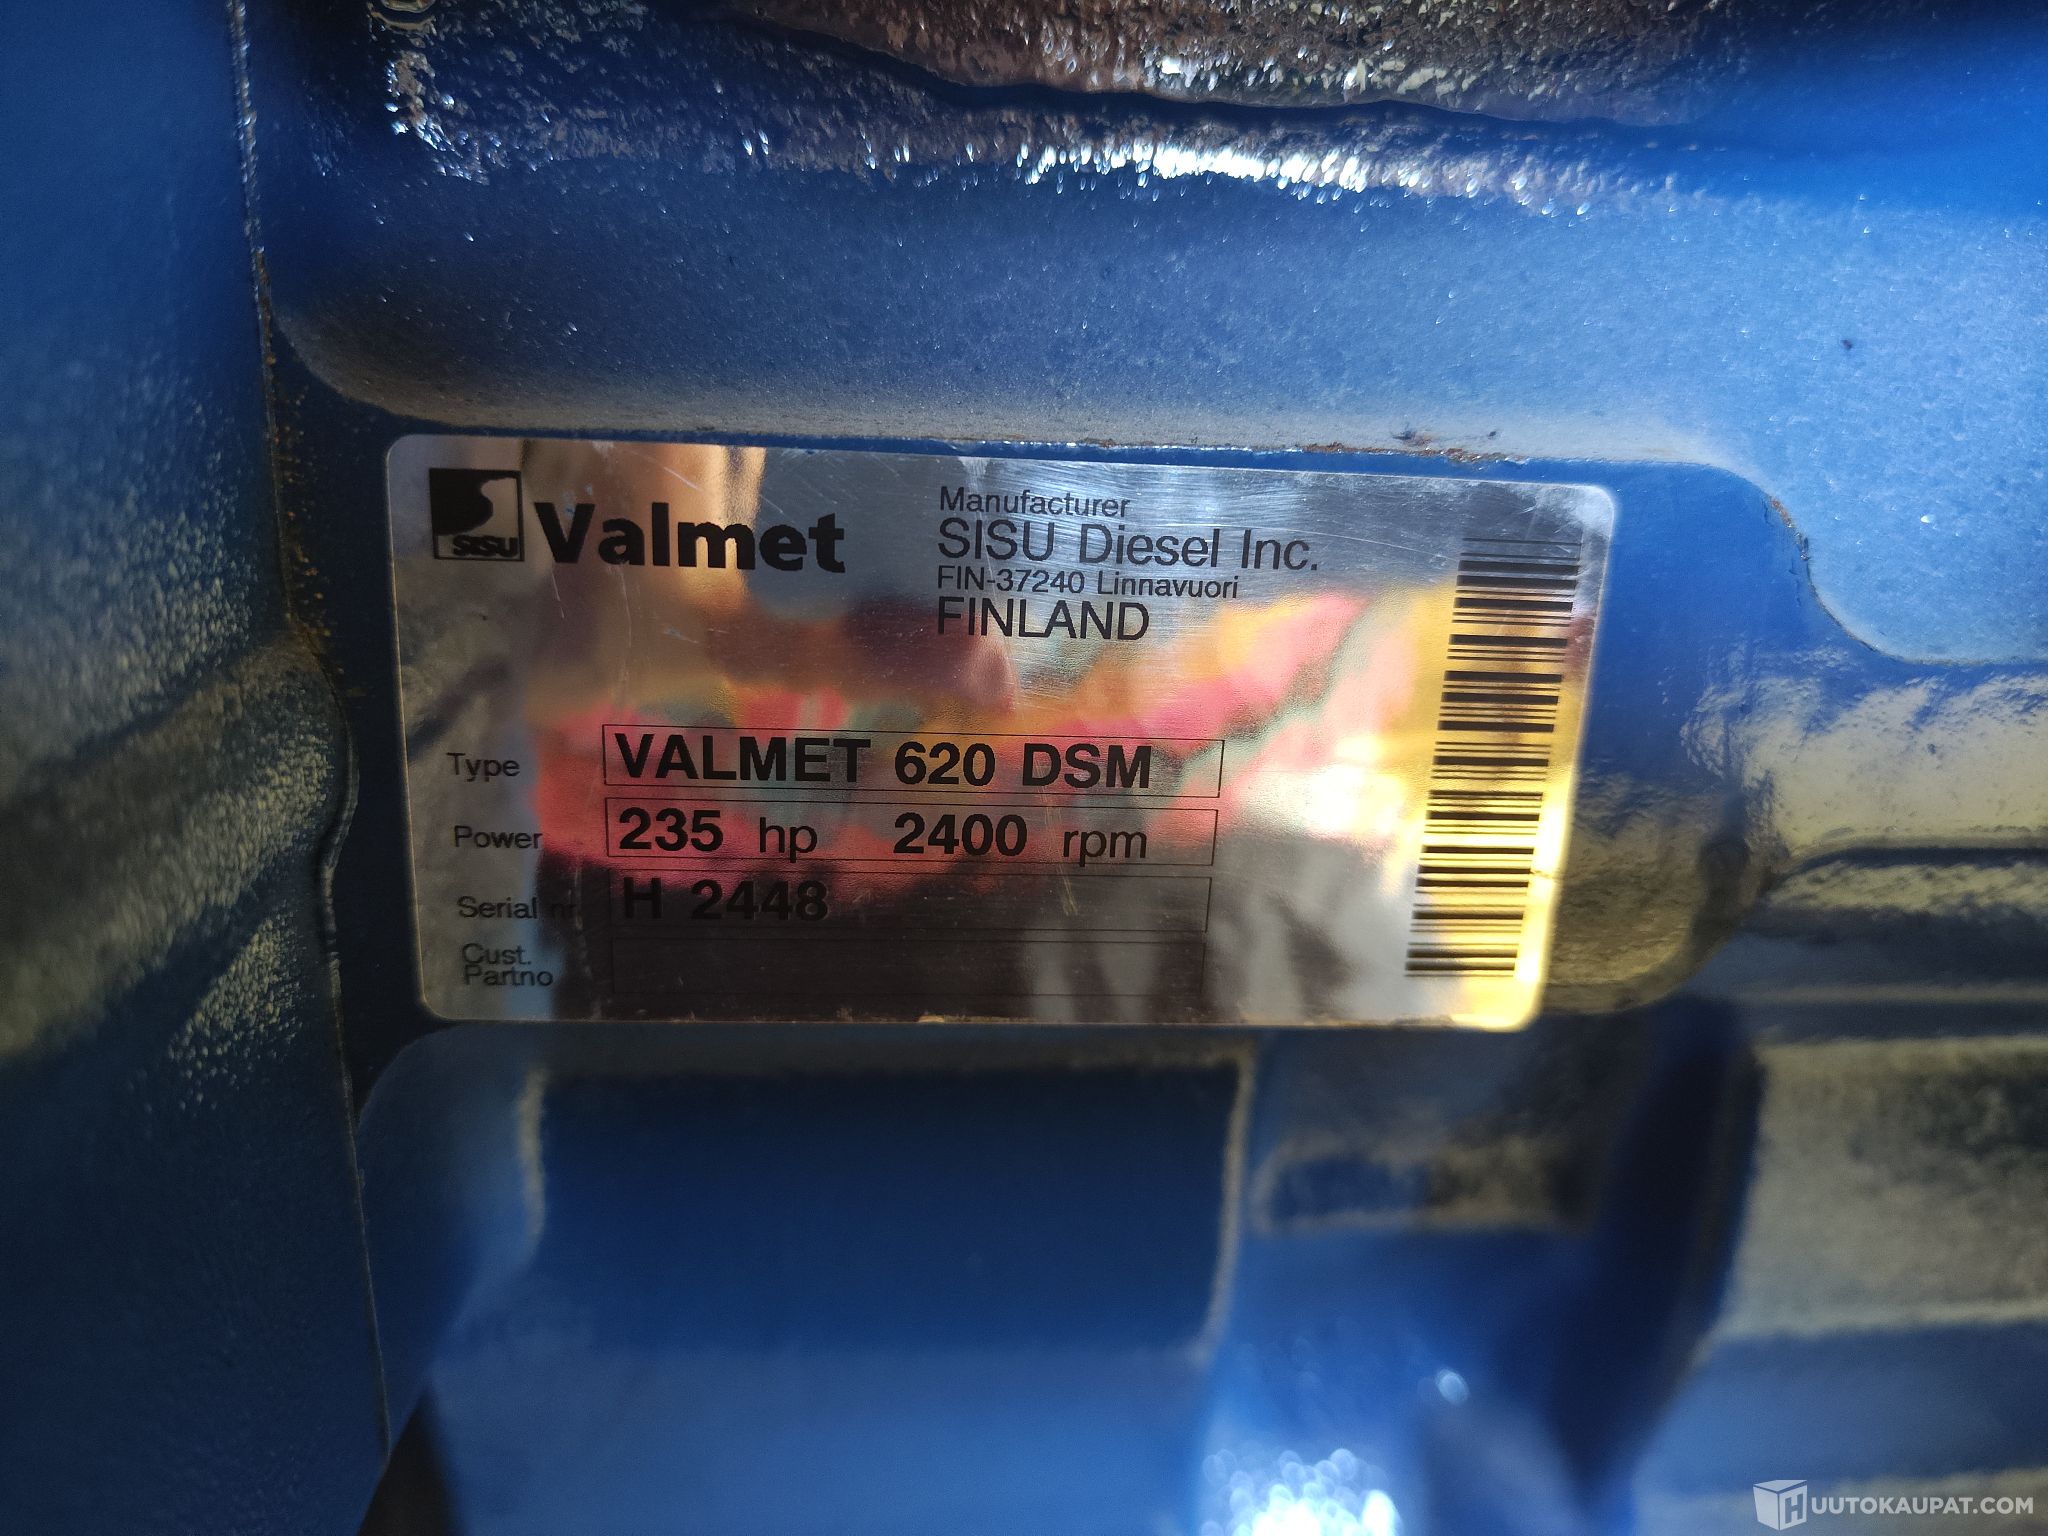 SISU
Valmet
Manufacturer
SISU Diesel Inc.
FIN-37240 Linnavuori
FINLAND
Type VALMET 620 DSM
Power 235 hp 2400 rpm
Serial nr. H 2448
Cust.
Partno
HUUTOKAUPAT.COM